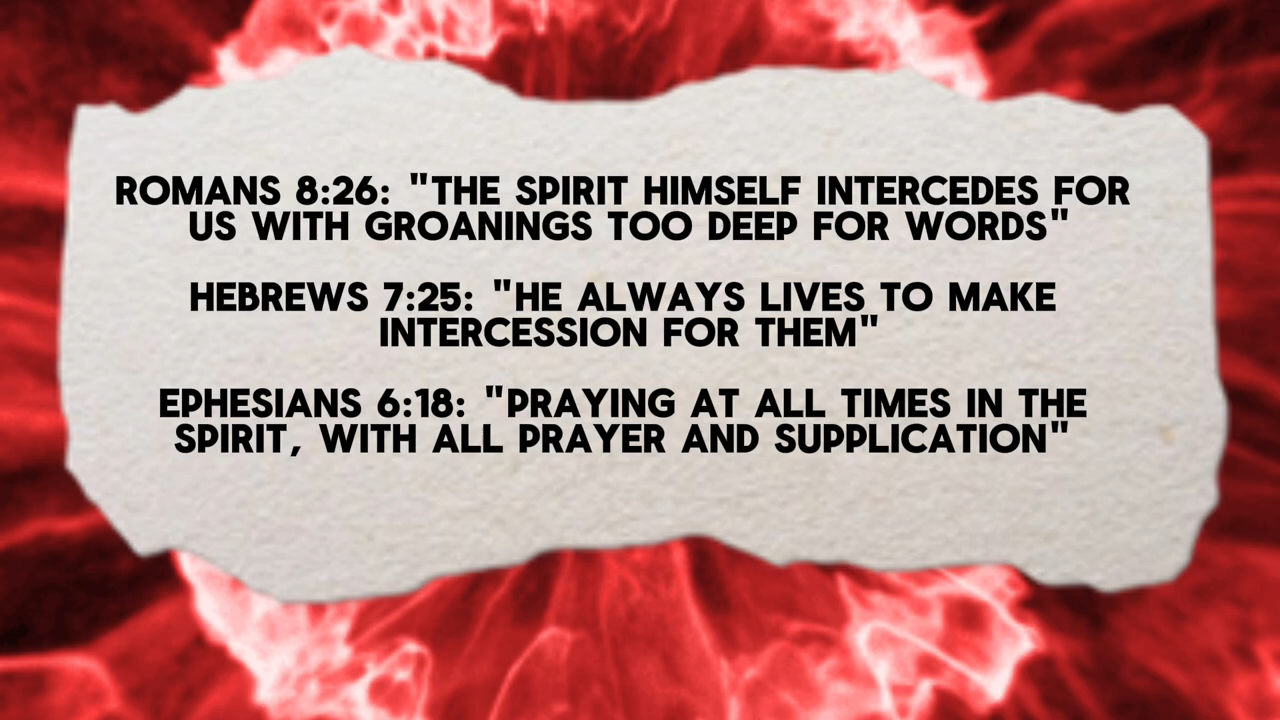 ROMANS 8:26: "THE SPIRIT HIMSELF INTERCEDES FOR
US WITH GROANINGS TOO DEEP FOR WORDS"
HEBREWS 7:25: "HE ALWAYS LIVES TO MAKE
INTERCESSION FOR THEM"
EPHESIANS 6:18: "PRAYING AT ALL TIMES IN THE
SPIRIT, WITH ALL PRAYER AND SUPPLICATION"